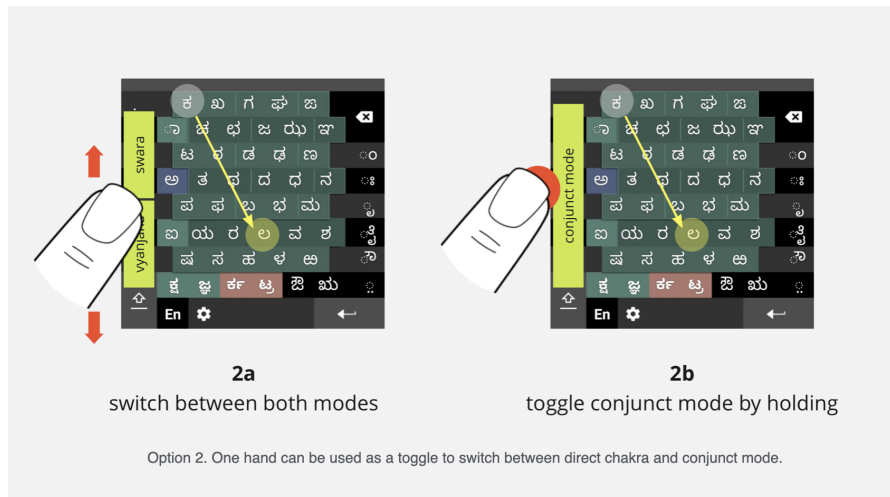 swara
vyanjana
ಕ ಖ ಗ ಘ ಙ
ಾ ಚ ಛ ಜ ಝ ಞ
ಟ ಠ ಡ ಢ ಣ ಂ
ಅ ತ ಥ ದ ಧ ನ ಃ
ಪ ಫ ಬ ಭ ಮ ೃ
ಐ ಯ ರ ಲ ವ ಶ
ಷ ಸ ಹ ಳ ಱ
ಕ್ಷ ಜ್ಞ ರ್ಕ ಟ್ರ ಔ ಋ
En
conjunct mode
ಕ ಖ ಗ ಘ ಙ
ಾ ಚ ಛ ಜ ಝ ಞ
ಟ ಠ ಡ ಢ ಣ ಂ
ಅ ತ ಥ ದ ಧ ನ ಃ
ಪ ಫ ಬ ಭ ಮ ೃ
ಐ ಯ ರ ಲ ವ ಶ
ಷ ಸ ಹ ಳ ಱ
ಕ್ಷ ಜ್ಞ ರ್ಕ ಟ್ರ ಔ ಋ
En
2a
switch between both modes
2b
toggle conjunct mode by holding
Option 2. One hand can be used as a toggle to switch between direct chakra and conjunct mode.